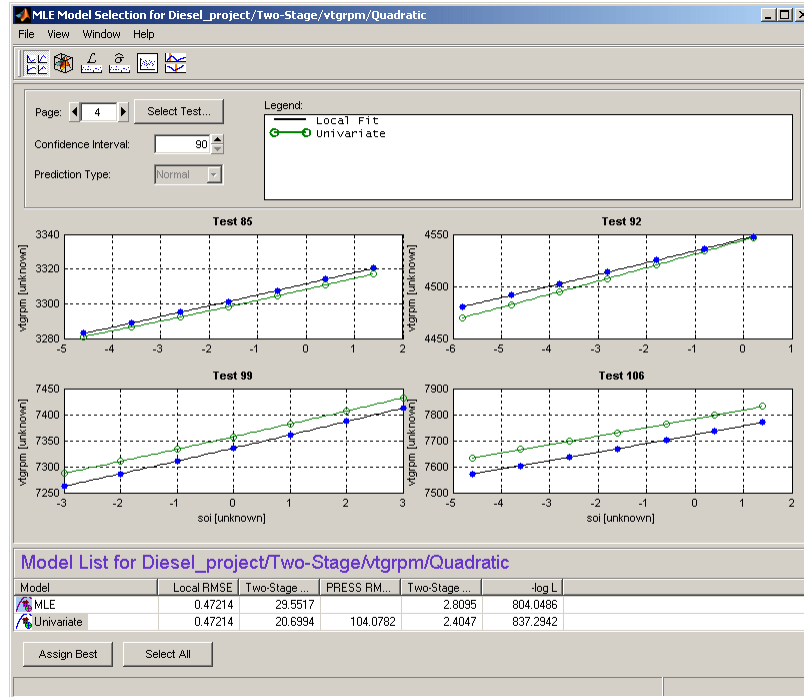 MLE Model Selection for Diesel_project/Two-Stage/vtgrpm/Quadratic
File View Window Help
Page: 4 Select Test...
Confidence Interval: 90
Prediction Type: Normal
Legend:
Local Fit
Univariate
Test 85
3340
3320
3300
3280
vtgrpm [unknown]
-5 -4 -3 -2 -1 0 1 2
Test 92
4550
4500
4450
vtgrpm [unknown]
-6 -5 -4 -3 -2 -1 0 1
Test 99
7450
7400
7350
7300
7250
vtgrpm [unknown]
-3 -2 -1 0 1 2 3
soi [unknown]
Test 106
7900
7800
7700
7600
7500
vtgrpm [unknown]
-5 -4 -3 -2 -1 0 1 2
soi [unknown]
Model List for Diesel_project/Two-Stage/vtgrpm/Quadratic
Model Local RMSE Two-Stage ... PRESS RM... Two-Stage ... -log L
MLE 0.47214 29.5517 2.8095 804.0486
Univariate 0.47214 20.6994 104.0782 2.4047 837.2942
Assign Best Select All